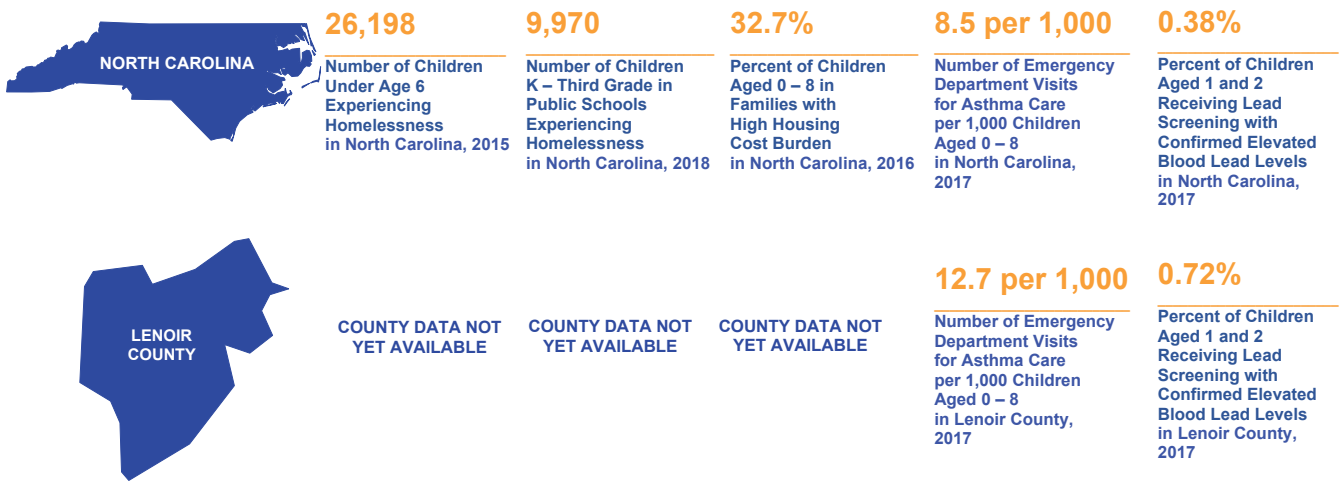 NORTH CAROLINA
26,198
Number of Children
Under Age 6
Experiencing
Homelessness
in North Carolina, 2015
9,970
Number of Children
K – Third Grade in
Public Schools
Experiencing
Homelessness
in North Carolina, 2018
32.7%
Percent of Children
Aged 0 – 8 in
Families with
High Housing
Cost Burden
in North Carolina, 2016
8.5 per 1,000
Number of Emergency
Department Visits
for Asthma Care
per 1,000 Children
Aged 0 – 8
in North Carolina,
2017
0.38%
Percent of Children
Aged 1 and 2
Receiving Lead
Screening with
Confirmed Elevated
Blood Lead Levels
in North Carolina,
2017
LENOIR
COUNTY
COUNTY DATA NOT
YET AVAILABLE
COUNTY DATA NOT
YET AVAILABLE
COUNTY DATA NOT
YET AVAILABLE
12.7 per 1,000
Number of Emergency
Department Visits
for Asthma Care
per 1,000 Children
Aged 0 – 8
in Lenoir County,
2017
0.72%
Percent of Children
Aged 1 and 2
Receiving Lead
Screening with
Confirmed Elevated
Blood Lead Levels
in Lenoir County,
2017